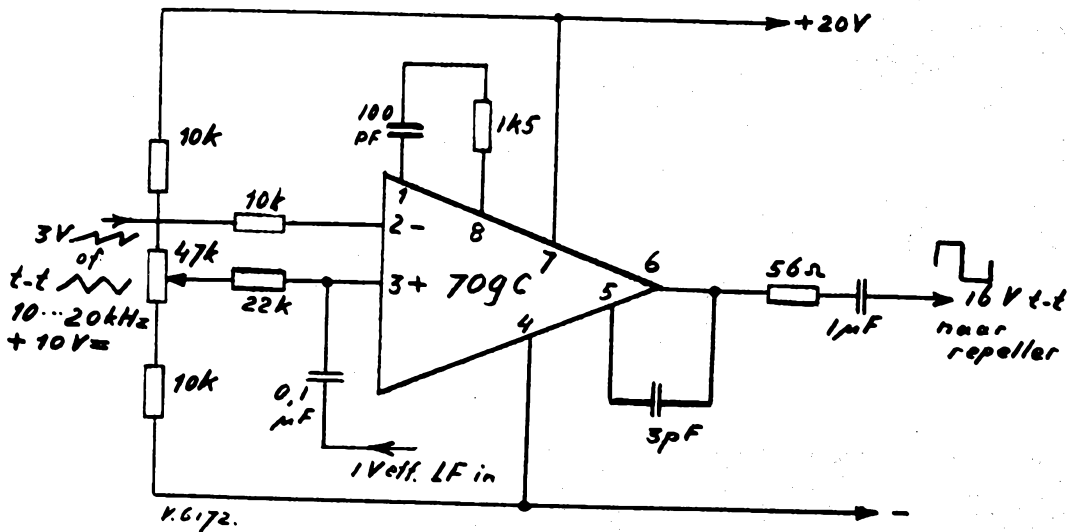 +20V
100
pF
1k5
10k
10k
1
2-
8
7
6
3V
of
t-t
10...20kHz
+10V=
47k
22k
3+
709C
5
4
56Ω
1µF
16 V t-t
naar
repeller
10k
0,1
µF
3pF
1Veff. LF in
V.6172.
-